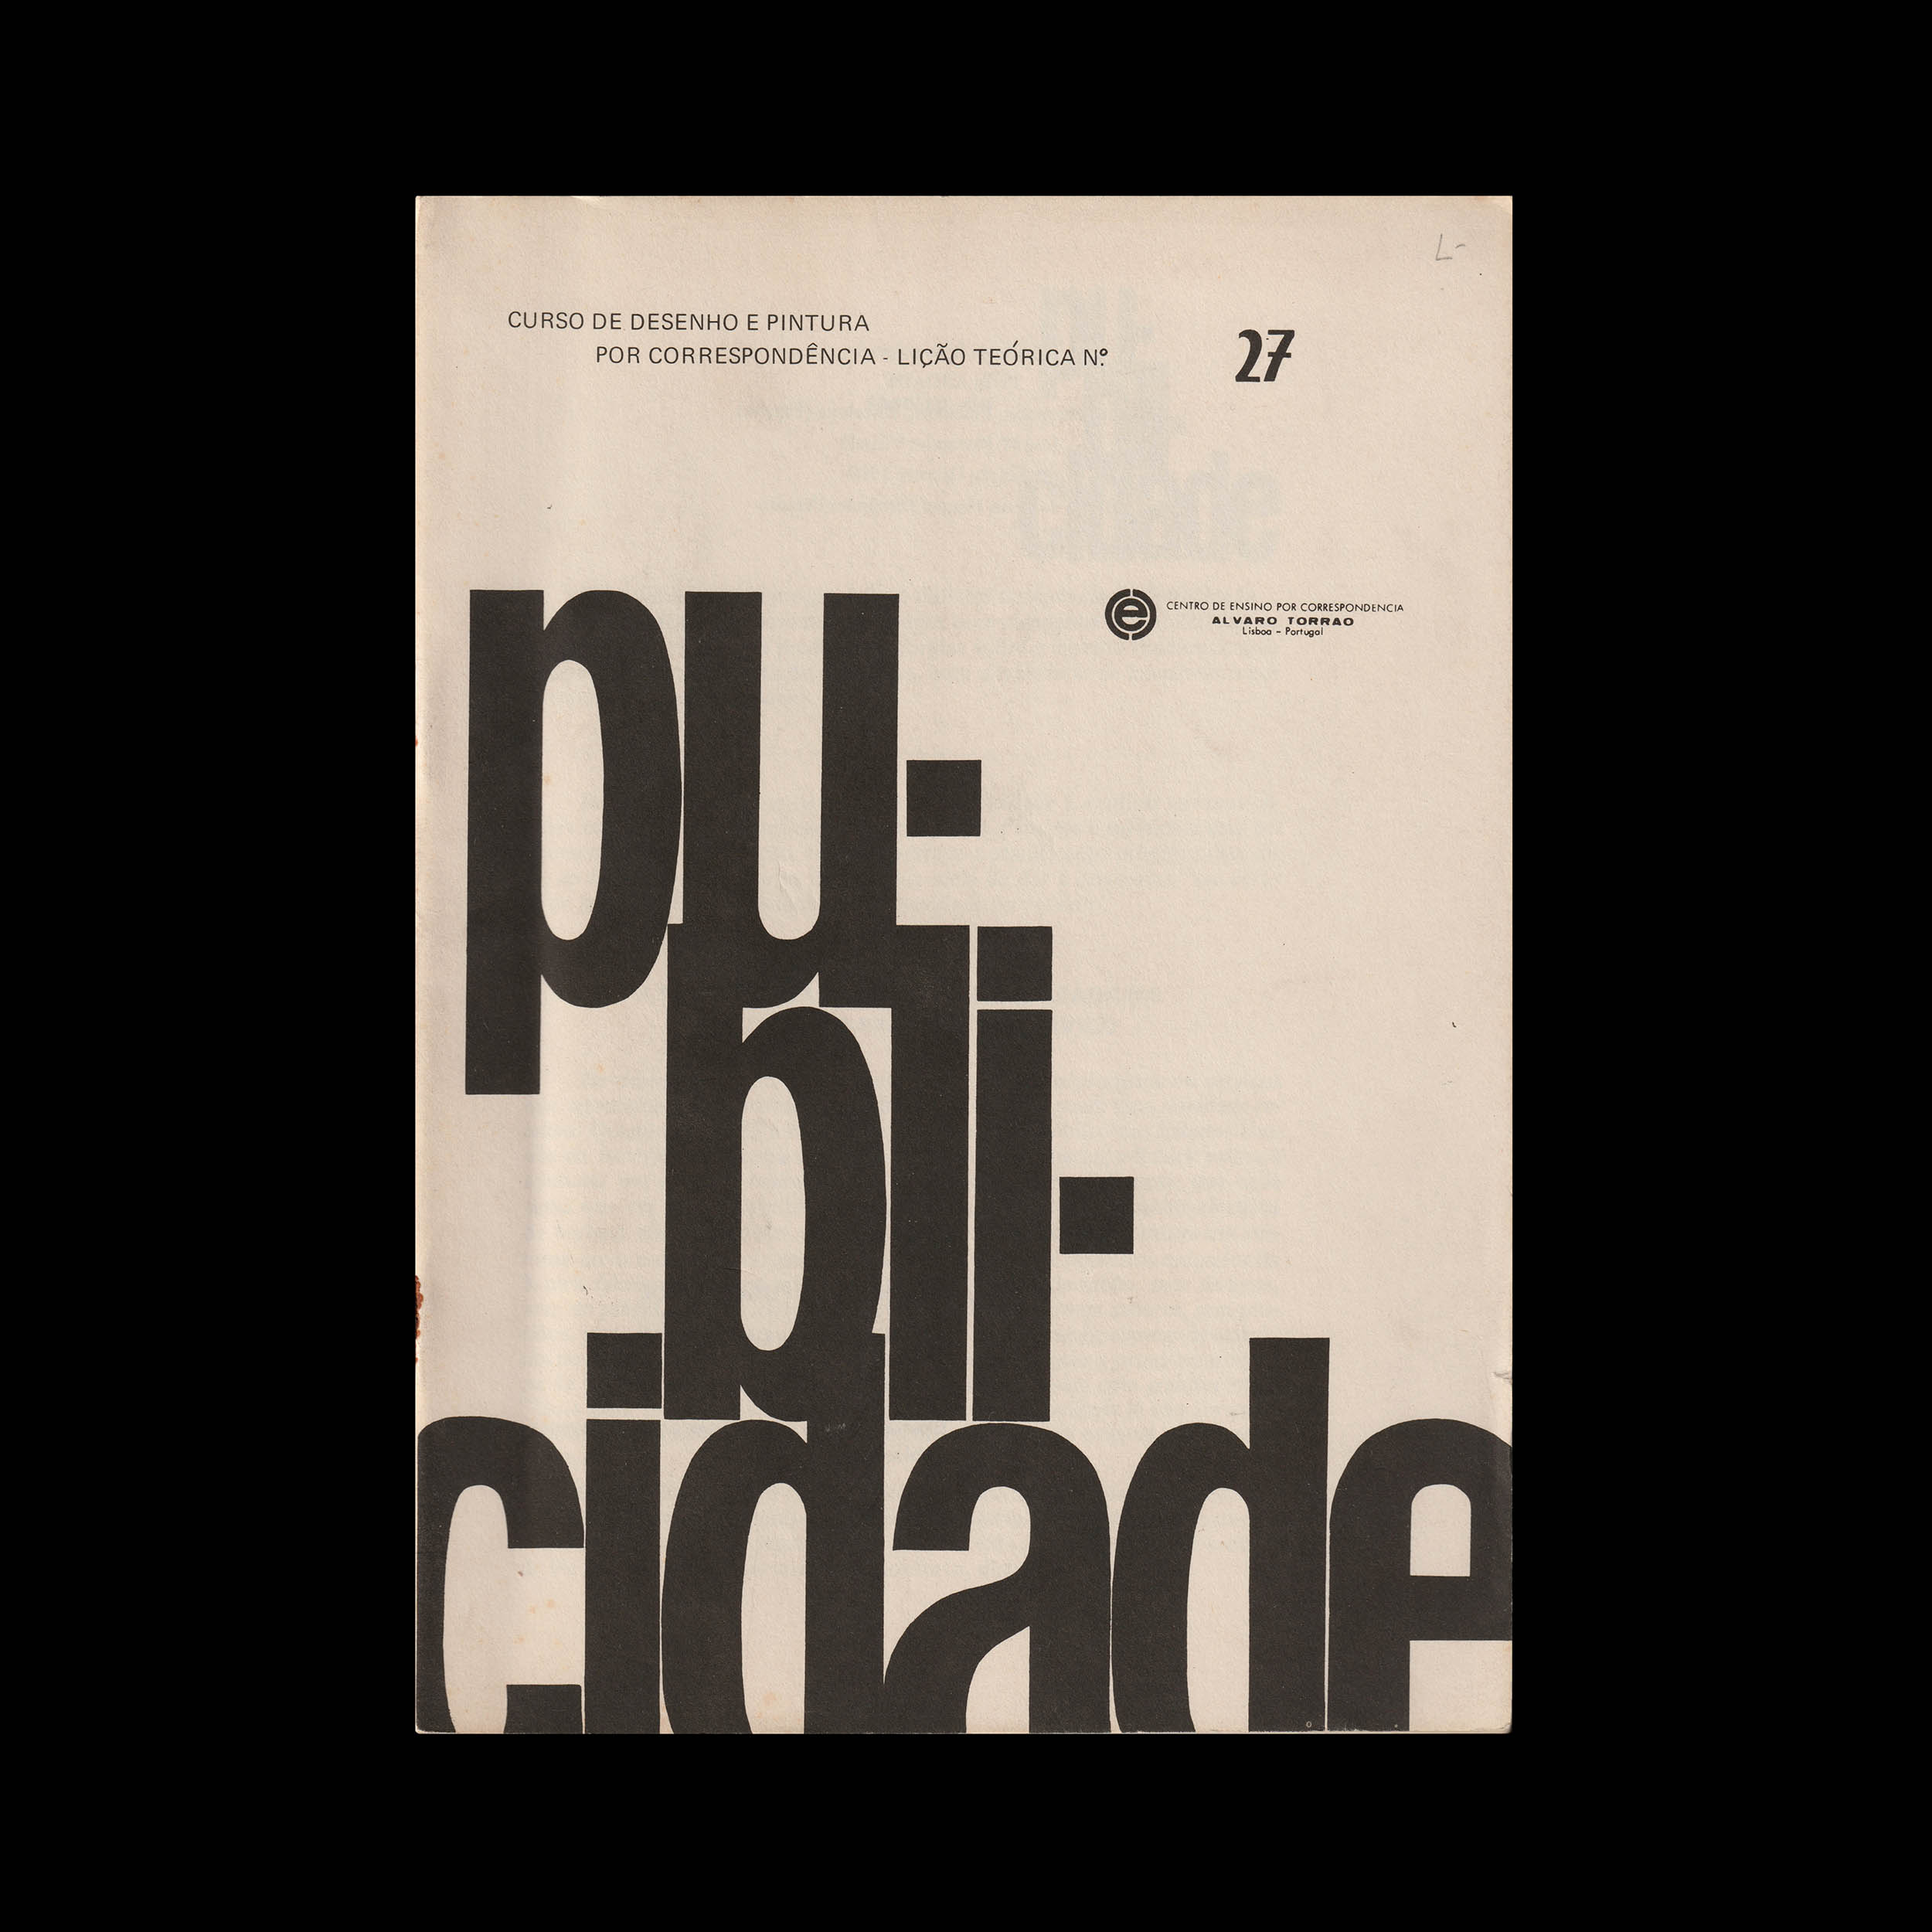 L-
CURSO DE DESENHO E PINTURA
POR CORRESPONDÊNCIA - LIÇÃO TEÓRICA Nº
27
CENTRO DE ENSINO POR CORRESPONDENCIA
ALVARO TORRAO
Lisboa - Portugal
pu-
bli-
cidade